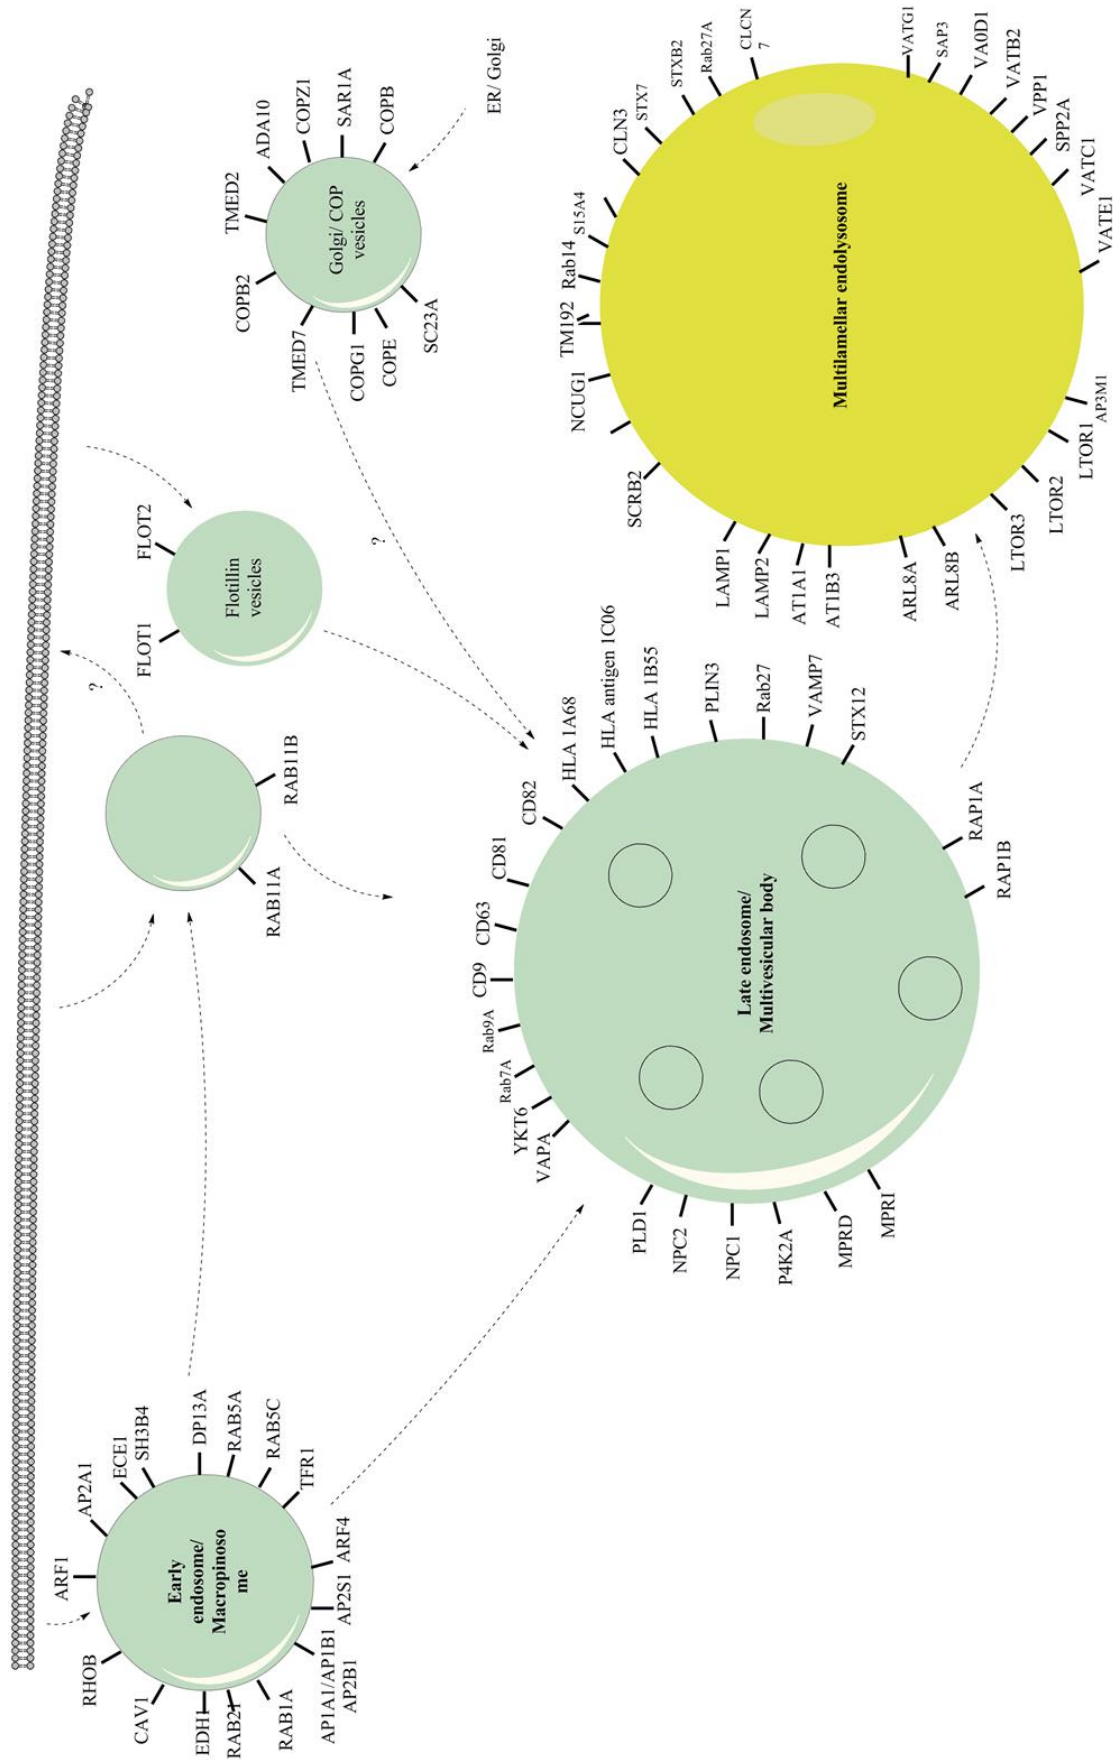 ARF1
AP2A1
ECE1
SH3B4
DP13A
RAB5A
RAB5C
TFR1
ARF4
AP2S1
AP1A1/AP1B1
AP2B1
RAB1A
RAB21
EDH1
CAV1
RHOB
Early
endosome/
Macropinoso
me
RAB11A
RAB11B
?
FLOT1
FLOT2
Flotillin
vesicles
?
COPB2
TMED2
ADA10
COPZ1
SAR1A
COPB
ER/ Golgi
Golgi/ COP
vesicles
TMED7
COPG1
COPE
SC23A
PLD1
NPC2
NPC1
P4K2A
MPRD
MPRI
VAPA
YKT6
Rab7A
Rab9A
CD9
CD63
CD81
CD82
HLA 1A68
HLA antigen 1C06
HLA 1B55
PLIN3
Rab27
VAMP7
STX12
RAP1A
RAP1B
Late endosome/
Multivesicular body
SCRB2
NCUG1
TM192
Rab14
S15A4
CLN3
STX7
STXB2
Rab27A
CLCN
7
VATG1
SAP3
VA0D1
VATB2
VPP1
SPP2A
VATC1
VATE1
AP3M1
LTOR1
LTOR2
LTOR3
ARL8B
ARL8A
AT1B3
AT1A1
LAMP2
LAMP1
Multilamellar endolysosome